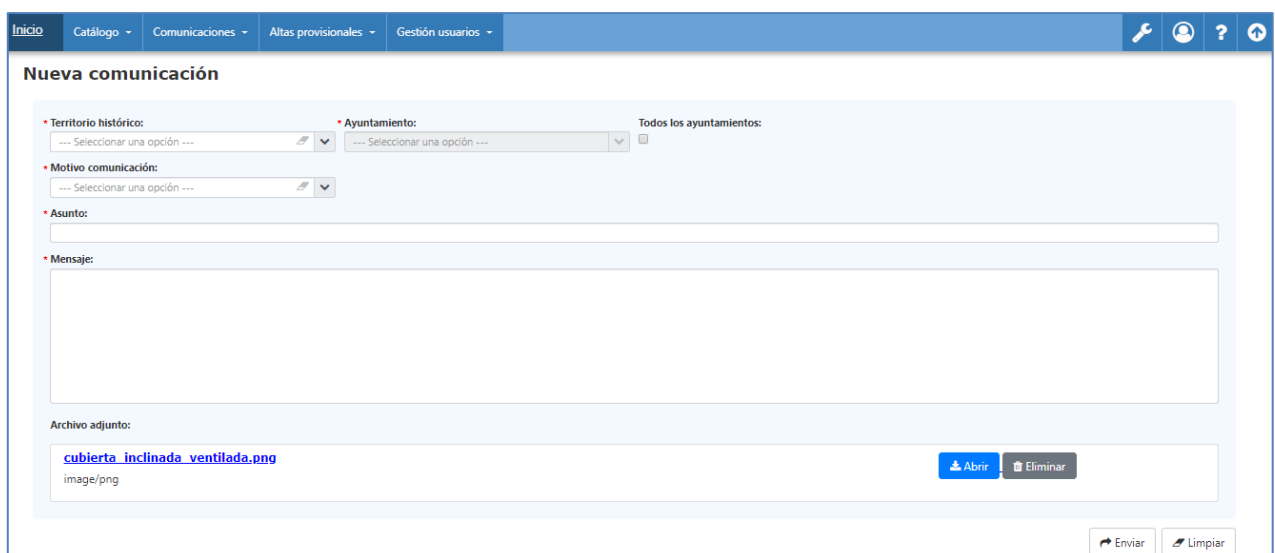 Inicio Catálogo Comunicaciones Altas provisionales Gestión usuarios ?
Nueva comunicación
* Territorio histórico: * Ayuntamiento: Todos los ayuntamientos:
--- Seleccionar una opción --- --- Seleccionar una opción ---
* Motivo comunicación:
--- Seleccionar una opción ---
* Asunto:
* Mensaje:
Archivo adjunto:
cubierta_inclinada_ventilada.png
Abrir Eliminar
image/png
Enviar Limpiar